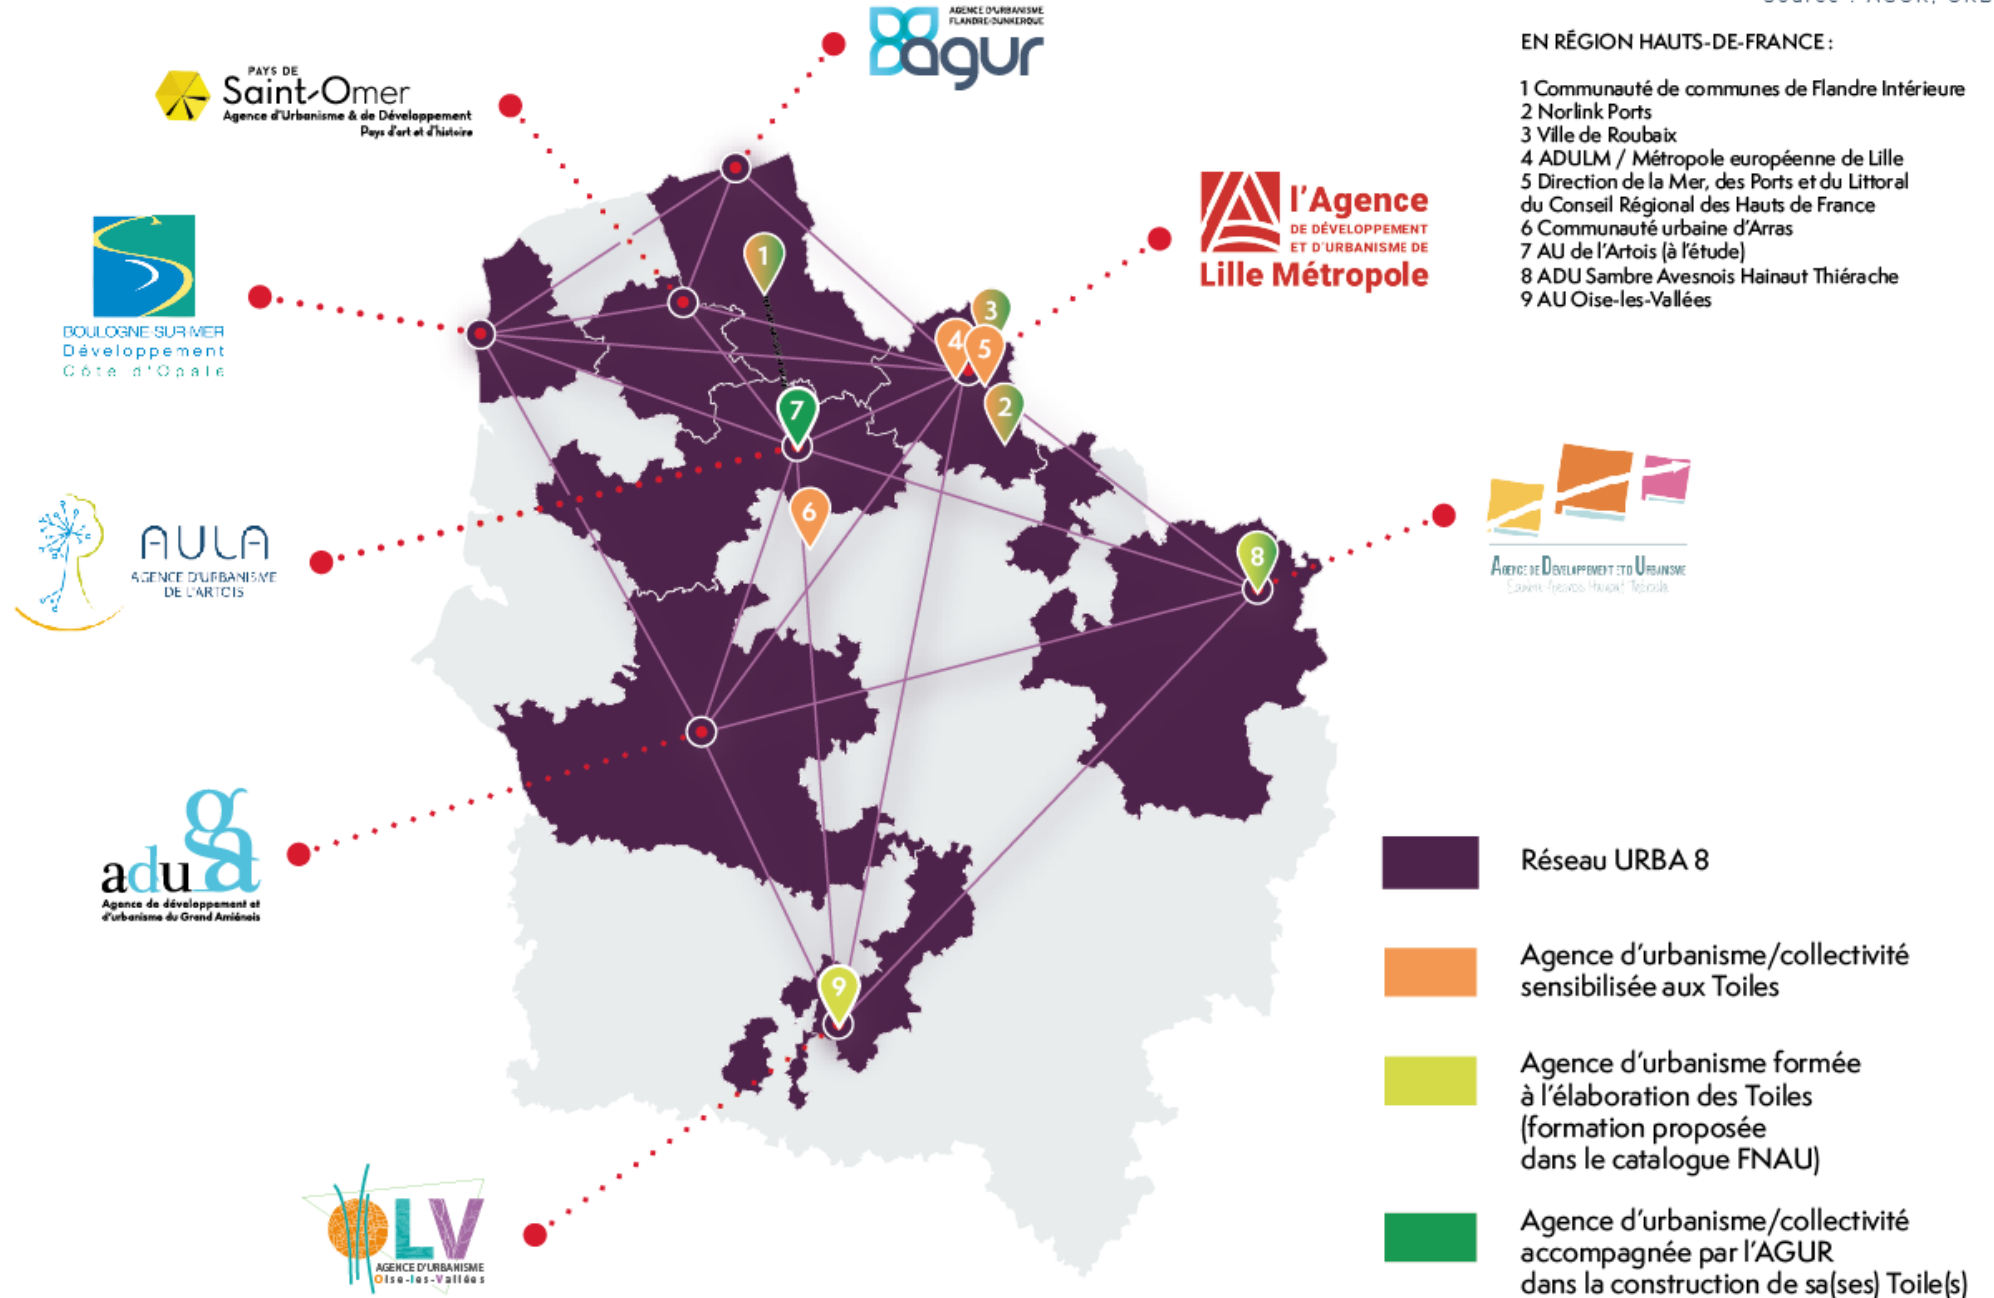 AGENCE D'URBANISME
FLANDRE-DUNKERQUE
agur
EN RÉGION HAUTS-DE-FRANCE :
1 Communauté de communes de Flandre Intérieure
2 Norlink Ports
3 Ville de Roubaix
4 ADULM / Métropole européenne de Lille
5 Direction de la Mer, des Ports et du Littoral
du Conseil Régional des Hauts de France
6 Communauté urbaine d'Arras
7 AU de l'Artois (à l'étude)
8 ADU Sambre Avesnois Hainaut Thiérache
9 AU Oise-les-Vallées
PAYS DE
Saint-Omer
Agence d'Urbanisme & de Développement
Pays d'art et d'histoire
l'Agence
DE DÉVELOPPEMENT
ET D'URBANISME DE
Lille Métropole
BOULOGNE-SUR-MER
Développement
Côte d'Opale
1
3
4
5
2
7
6
8
9
AULA
AGENCE D'URBANISME
DE L'ARTOIS
AGENCE DE DÉVELOPPEMENT ET D'URBANISME
Sambre Avesnois Hainaut Thiérache
adu ga
Agence de développement et
d'urbanisme du Grand Amiénois
OLV
AGENCE D'URBANISME
Oise-les-Vallées
Réseau URBA 8
Agence d'urbanisme/collectivité
sensibilisée aux Toiles
Agence d'urbanisme formée
à l'élaboration des Toiles
(formation proposée
dans le catalogue FNAU)
Agence d'urbanisme/collectivité
accompagnée par l'AGUR
dans la construction de sa(ses) Toile(s)